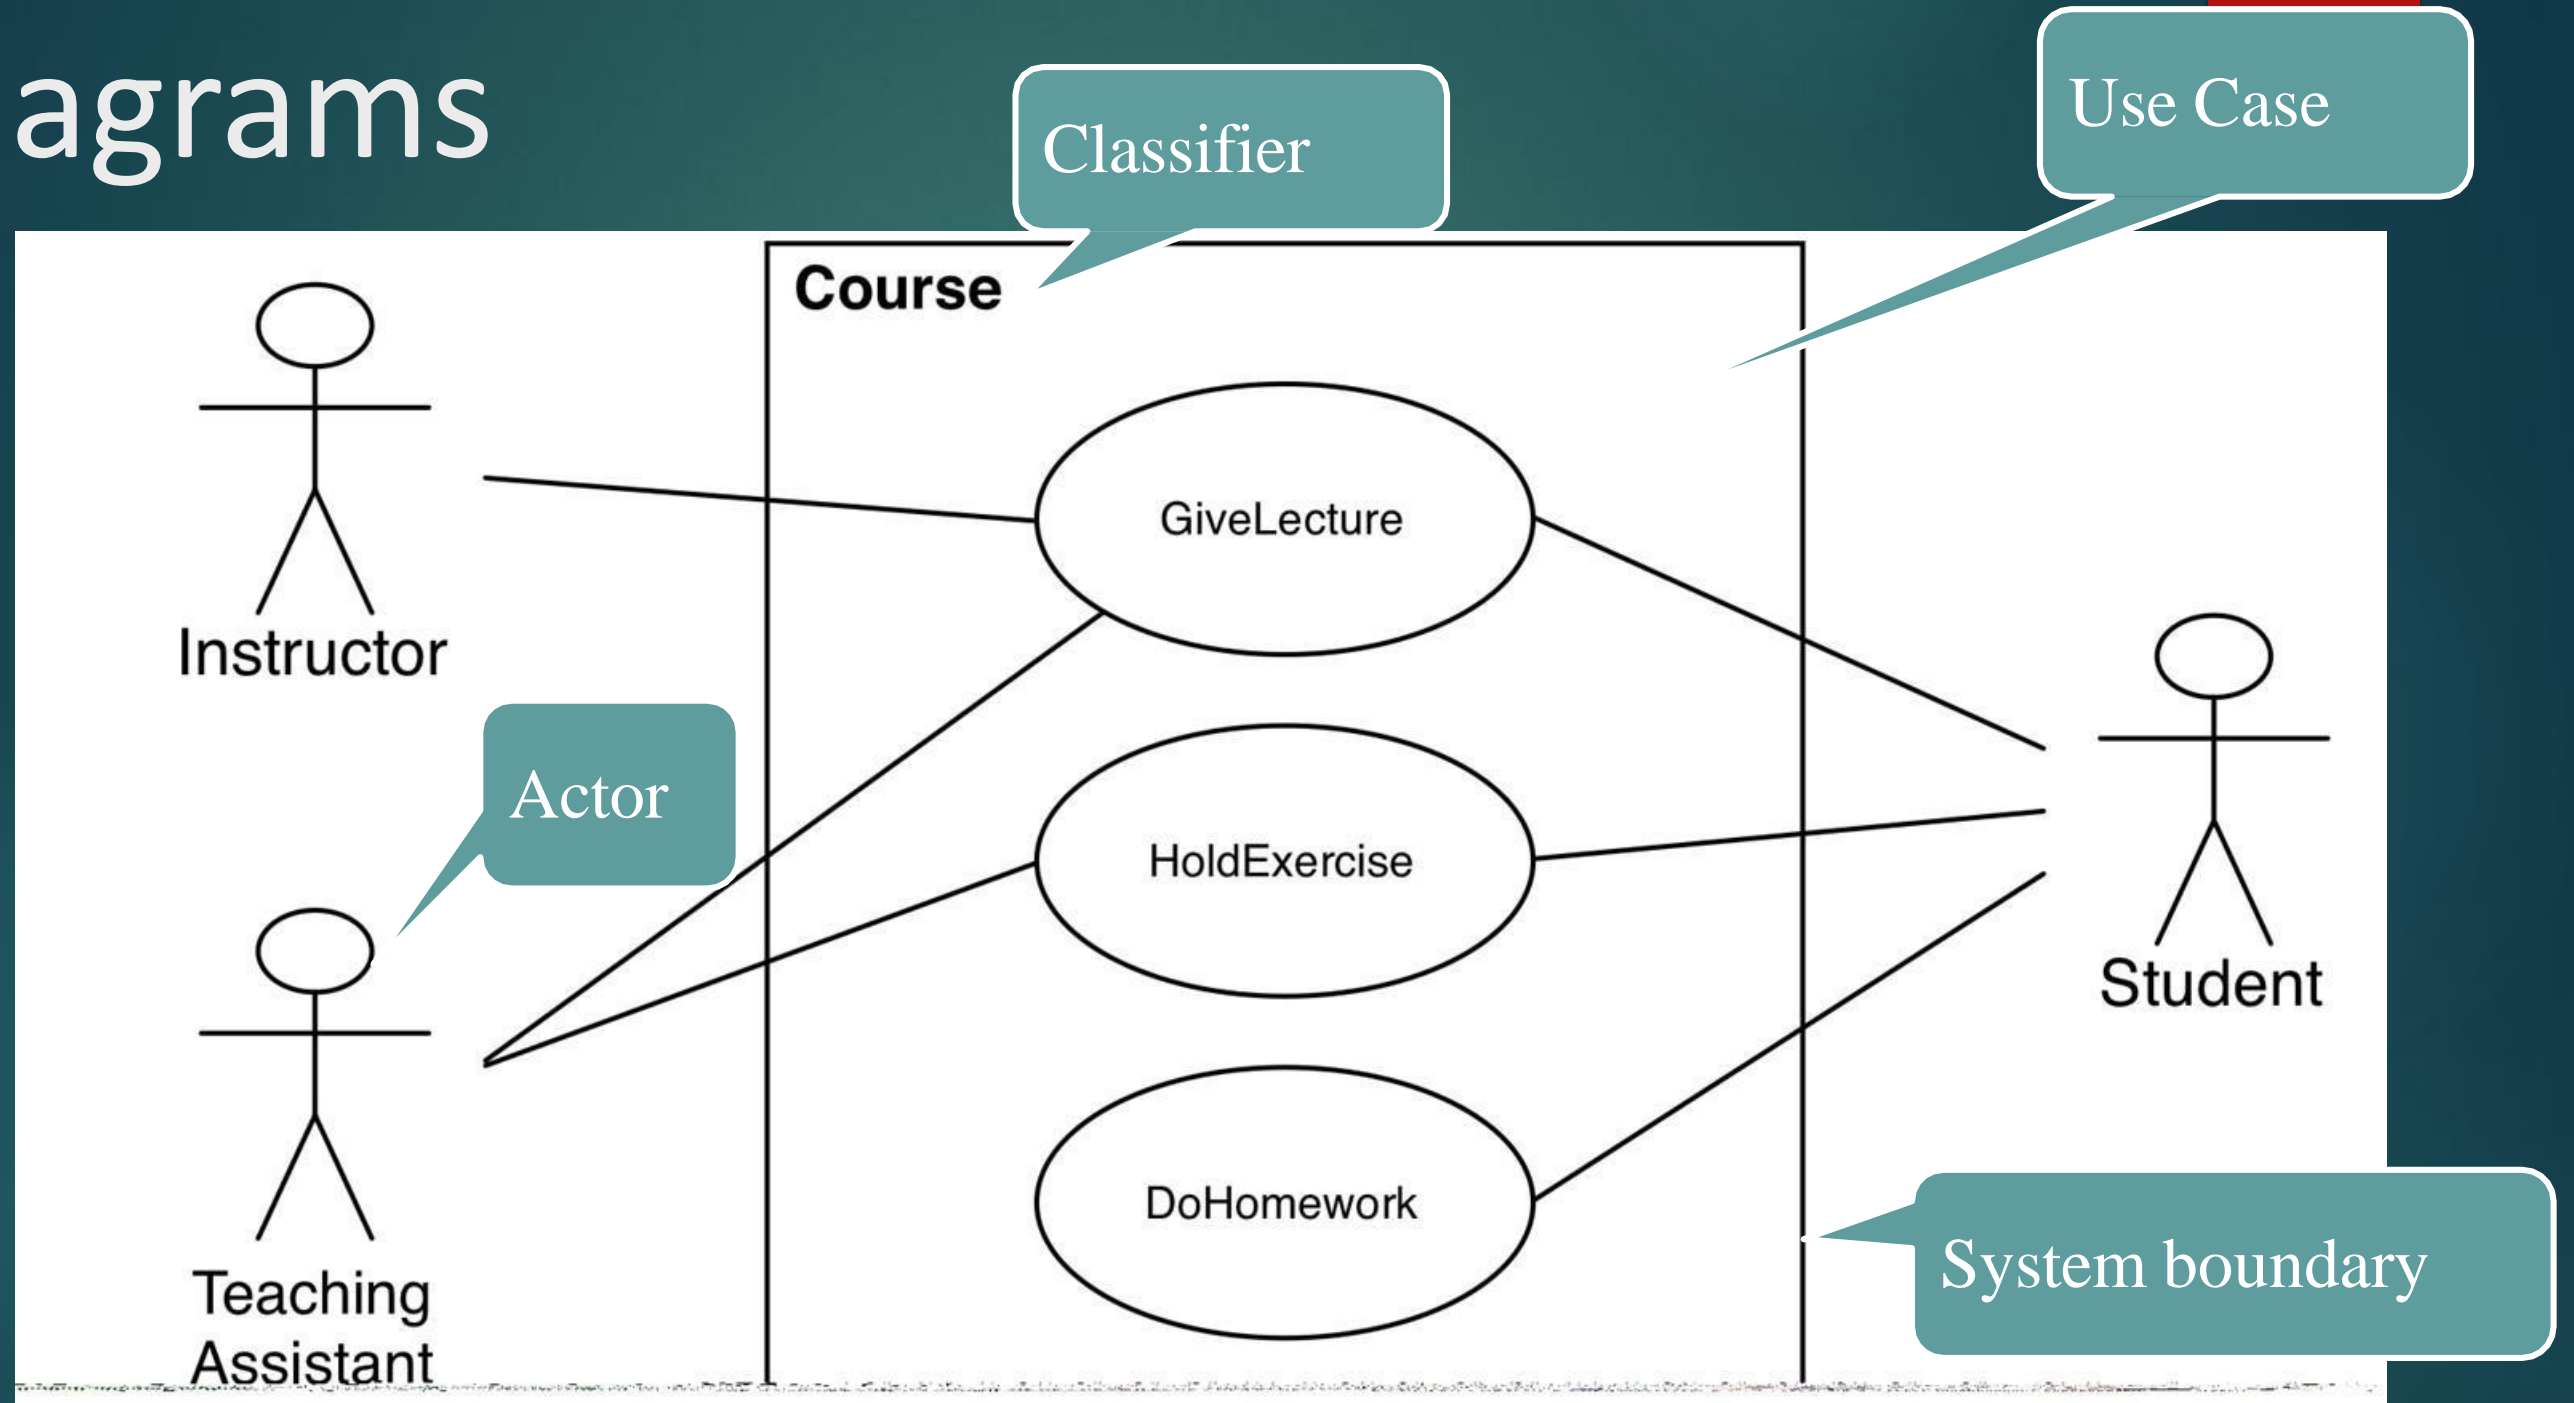 agrams
Classifier
Use Case
Course
GiveLecture
Instructor
Actor
HoldExercise
Student
DoHomework
System boundary
Teaching
Assistant